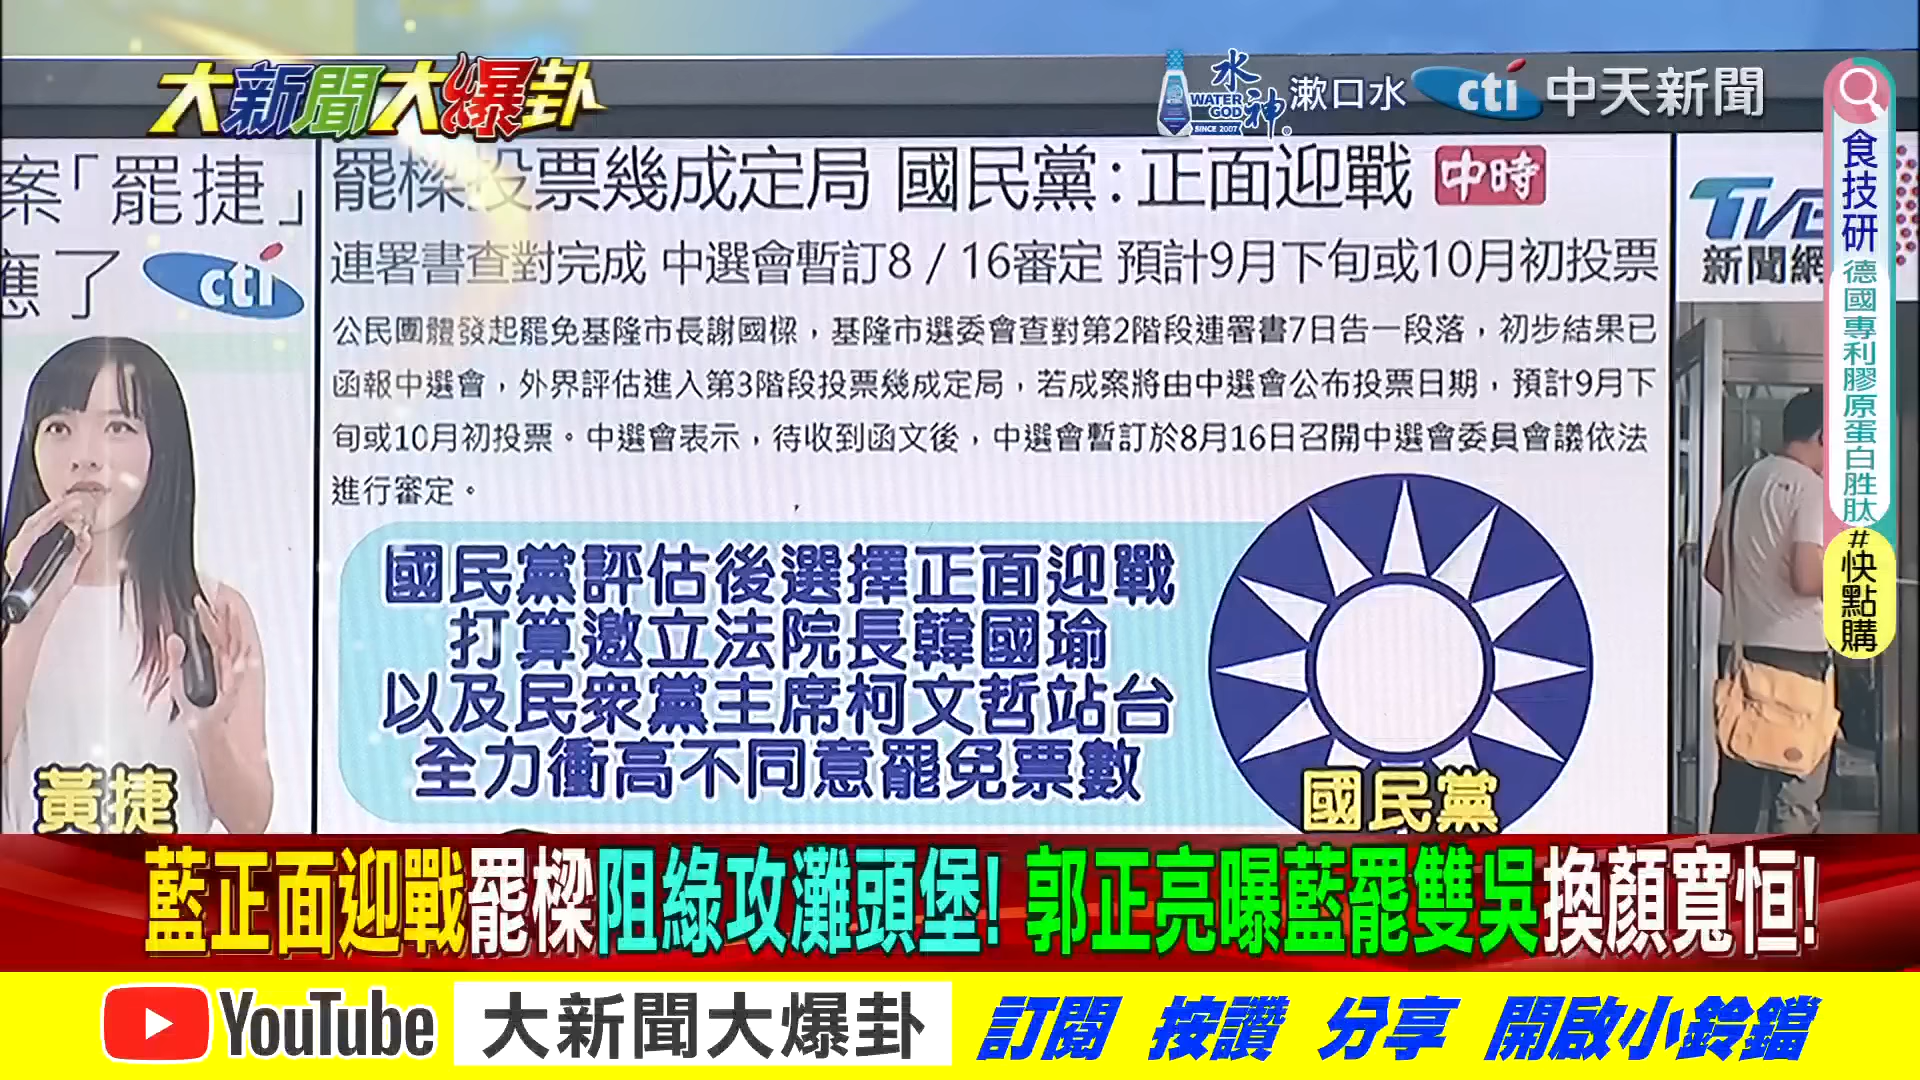 大新聞大爆卦
水神
WATER GOD
SINCE 2007
漱口水
cti 中天新聞
食技研
德國專利膠原蛋白胜肽
#快點購
案「罷捷」
應了
cti
黃捷
罷樑投票幾成定局 國民黨:正面迎戰 中時
連署書查對完成 中選會暫訂8/16審定 預計9月下旬或10月初投票
公民團體發起罷免基隆市長謝國樑,基隆市選委會查對第2階段連署書7日告一段落,初步結果已
函報中選會,外界評估進入第3階段投票幾成定局,若成案將由中選會公布投票日期,預計9月下
旬或10月初投票。中選會表示,待收到函文後,中選會暫訂於8月16日召開中選會委員會議依法
進行審定。
國民黨評估後選擇正面迎戰
打算邀立法院長韓國瑜
以及民眾黨主席柯文哲站台
全力衝高不同意罷免票數
國民黨
新聞網
藍正面迎戰罷樑阻綠攻灘頭堡! 郭正亮曝藍罷雙吳換顏寬恒!
YouTube 大新聞大爆卦 訂閱 按讚 分享 開啟小鈴鐺